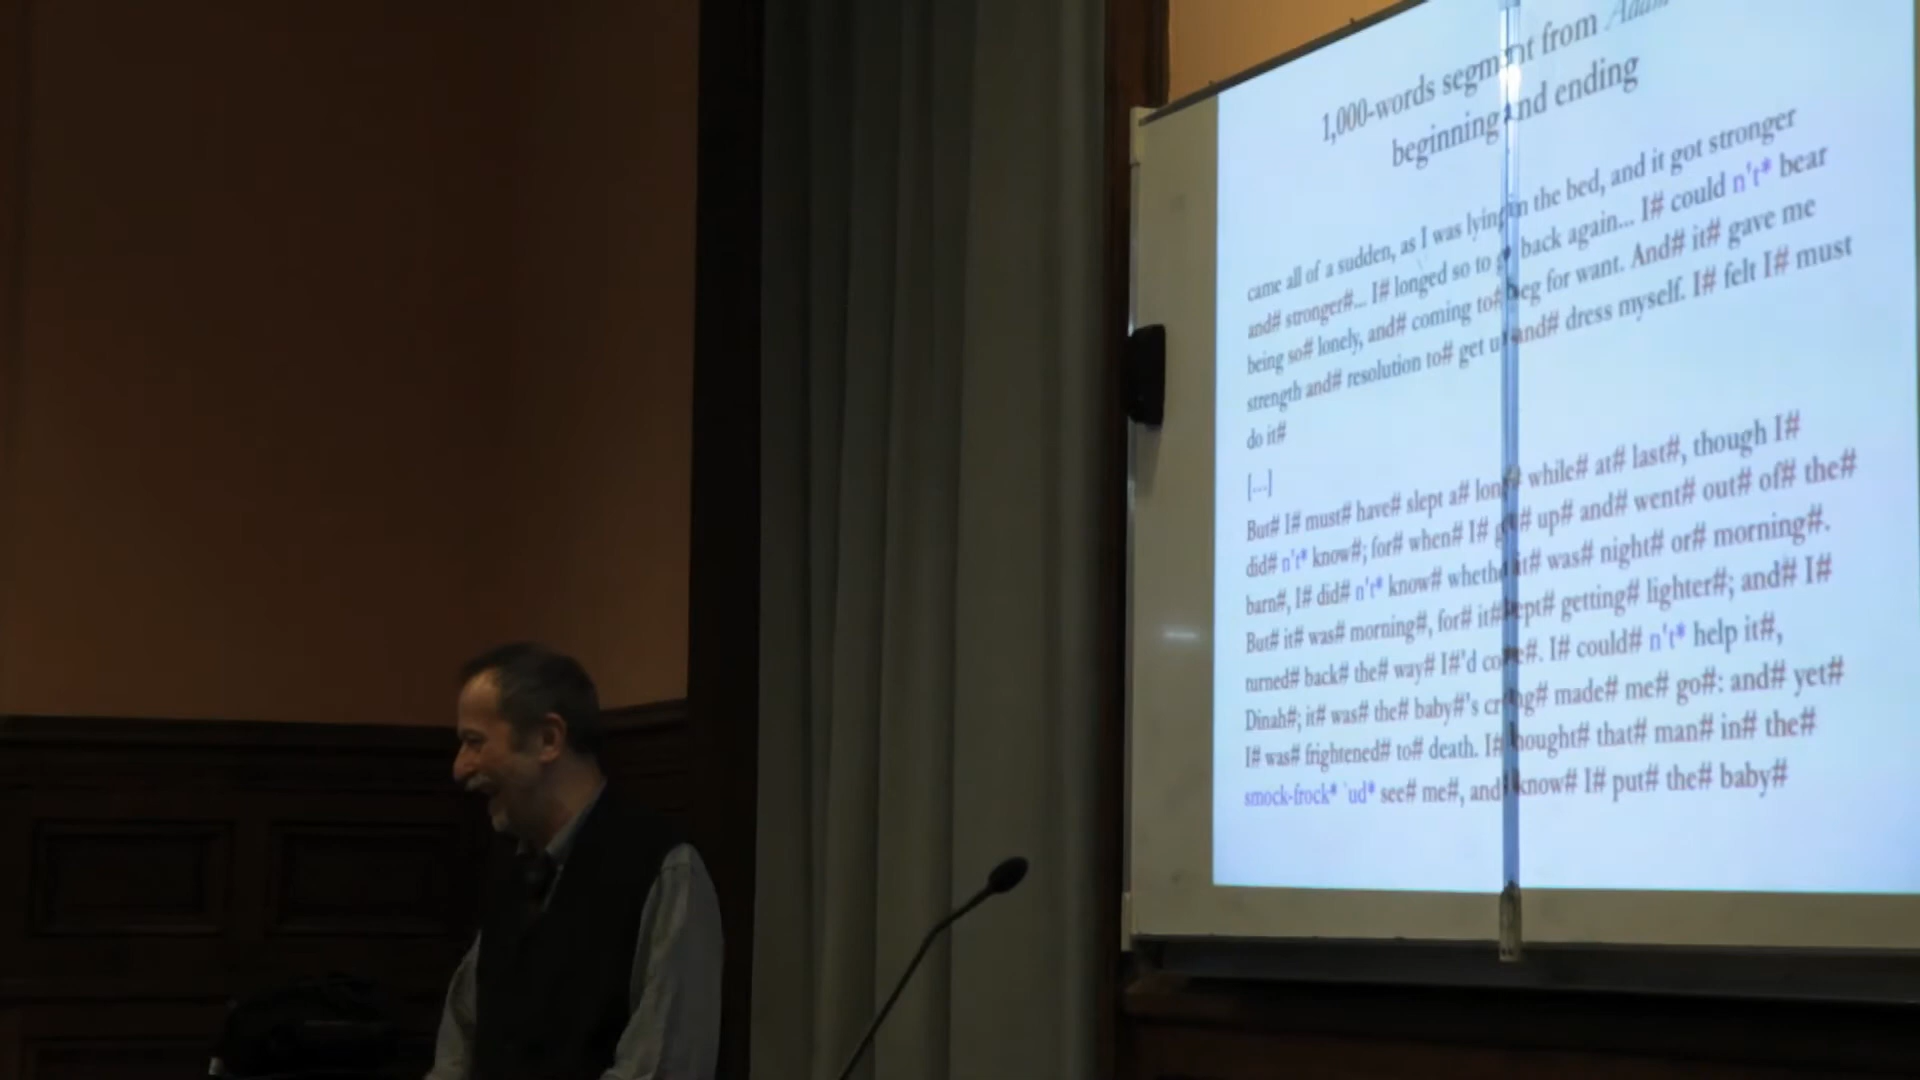 1,000-words segment from Adam
beginning and ending
came all of a sudden, as I was lying in the bed, and it got stronger
and# stronger#... I# longed so to go back again... I# could n't* bear
being so# lonely, and# coming to# beg for want. And# it# gave me
strength and# resolution to# get up and# dress myself. I# felt I# must
do it#
[...]
But# I# must# have# slept a# long# while# at# last#, though I#
did# n't* know#; for# when# I# got# up# and# went# out# of# the#
barn#, I# did# n't* know# whether it# was# night# or# morning#.
But# it# was# morning#, for# it# kept# getting# lighter#; and# I#
turned# back# the# way# I#'d come#. I# could# n't* help it#,
Dinah#; it# was# the# baby#'s crying# made# me# go#: and# yet#
I# was# frightened# to# death. I# thought# that# man# in# the#
smock-frock* 'ud* see# me#, and know# I# put# the# baby#